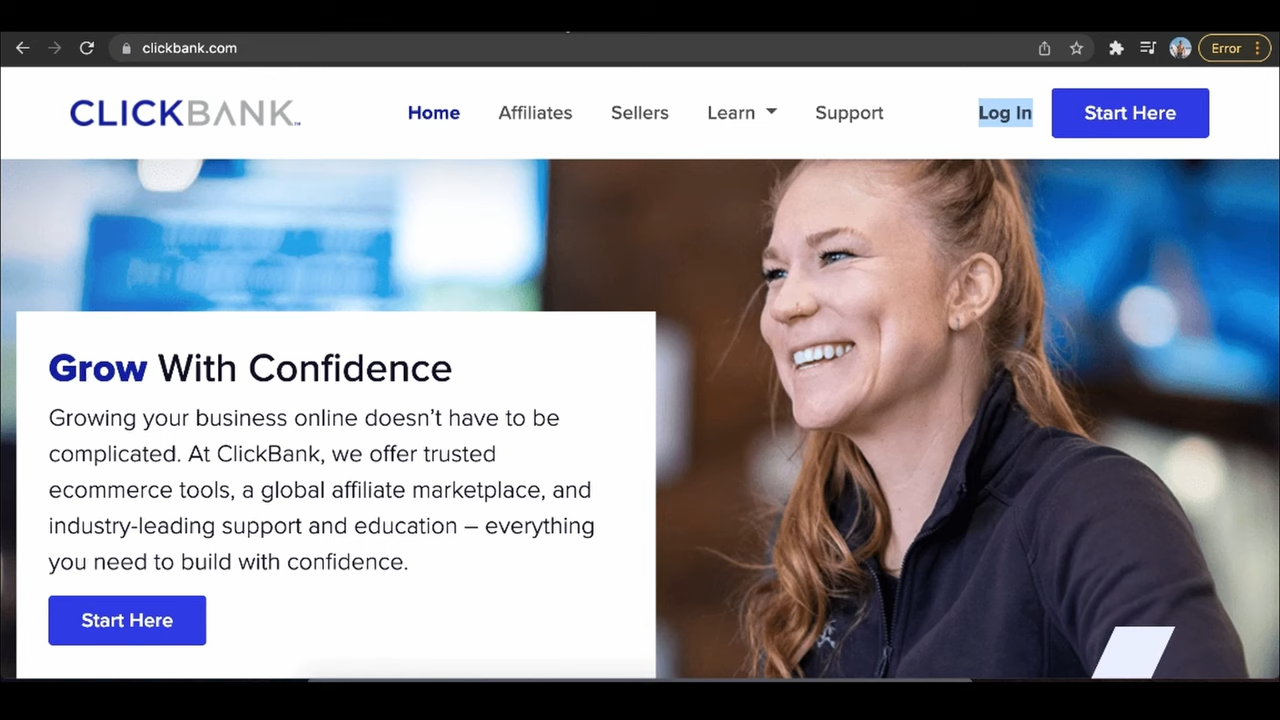 clickbank.com
Error
CLICKBANK
Home
Affiliates
Sellers
Learn
Support
Log In
Start Here
Grow With Confidence
Growing your business online doesn’t have to be
complicated. At ClickBank, we offer trusted
ecommerce tools, a global affiliate marketplace, and
industry-leading support and education – everything
you need to build with confidence.
Start Here